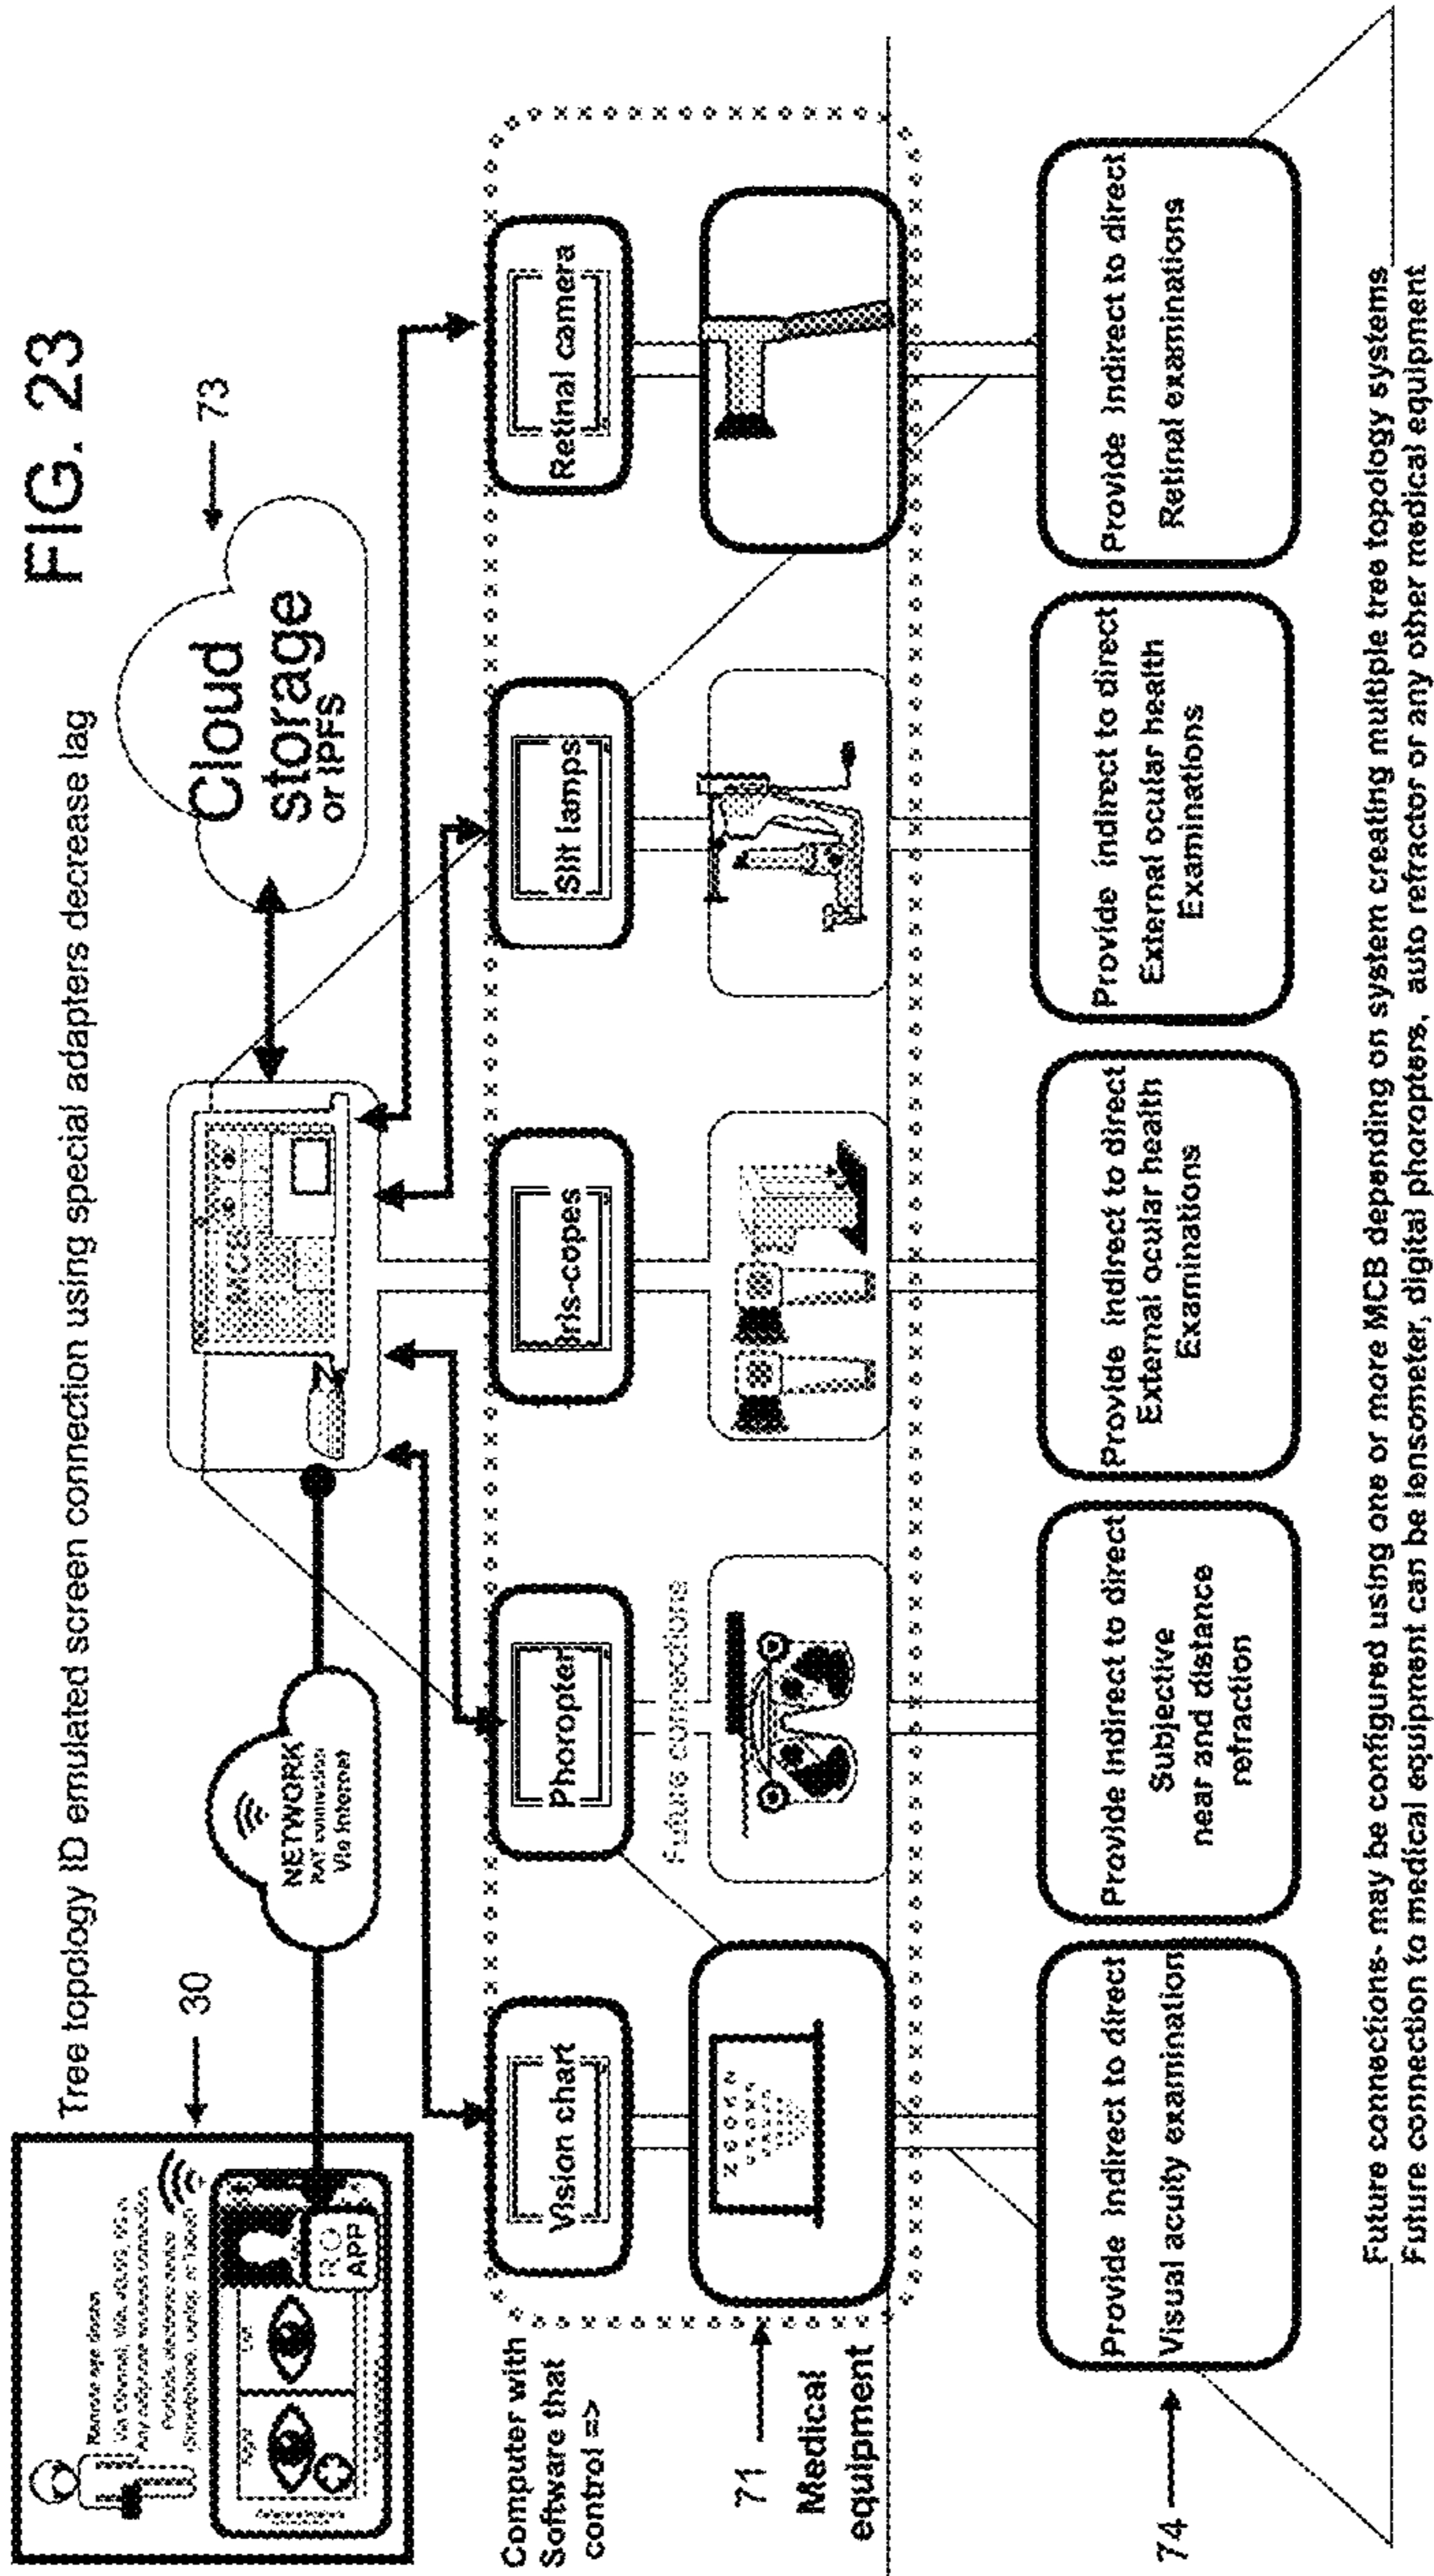 FIG. 23
Tree topology ID emulated screen connection using special adapters decrease lag
30
Remote eye doctor
RO
APP
NETWORK
Via Internet
MCB
Cloud
storage
or IPFS
73
Computer with
Software that
control =>
Vision chart
Phoropter
Iris-copes
Slit lamps
Retinal camera
Future connections
71
Medical
equipment
74
Provide indirect to direct
Visual acuity examination
Provide indirect to direct
Subjective
near and distance
refraction
Provide indirect to direct
External ocular health
Examinations
Provide indirect to direct
External ocular health
Examinations
Provide indirect to direct
Retinal examinations
Future connections- may be configured using one or more MCB depending on system creating multiple tree topology systems
Future connection to medical equipment can be lensometer, digital phoropters, auto refractor or any other medical equipment